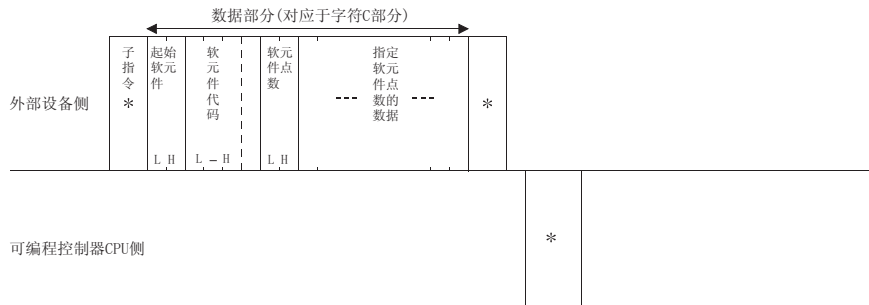 数据部分(对应于字符C部分)
子
指
令
*
起始
软元
件
L H
软
元
件
代
码
L – H
软元
件点
数
L H
指定
软元
件点
数的
数据
*
外部设备侧
*
可编程控制器CPU侧